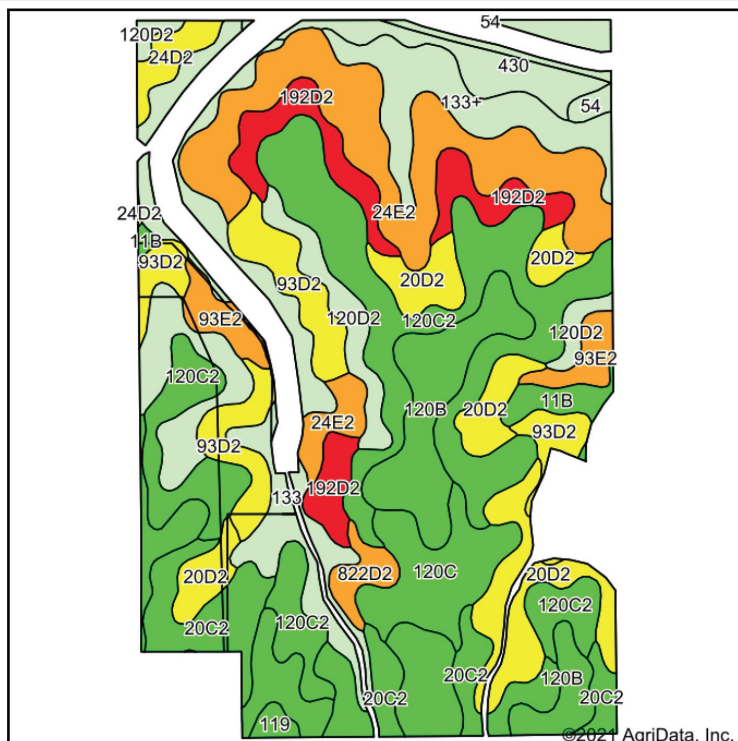 54
120D2
24D2
430
192D2
133+
54
192D2
24D2
24E2
11B
93D2
20D2
20D2
93D2
120D2
120C2
120D2
93E2
93E2
120C2
11B
120B
20D2
24E2
93D2
93D2
192D2
133
20D2
822D2
120C
20D2
120C2
120C2
20C2
20C2
120B
20C2
20C2
119
©2021 AgriData, Inc.